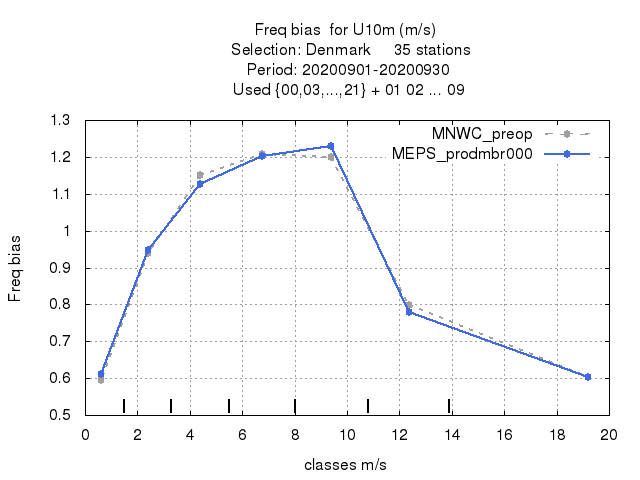 Freq bias  for U10m (m/s)
Selection: Denmark     35 stations
Period: 20200901-20200930
Used {00,03,...,21} + 01 02 ... 09
MNWC_preop
MEPS_prodmbr000
1.3
1.2
1.1
1
0.9
0.8
0.7
0.6
0.5
Freq bias
0 2 4 6 8 10 12 14 16 18 20
classes m/s